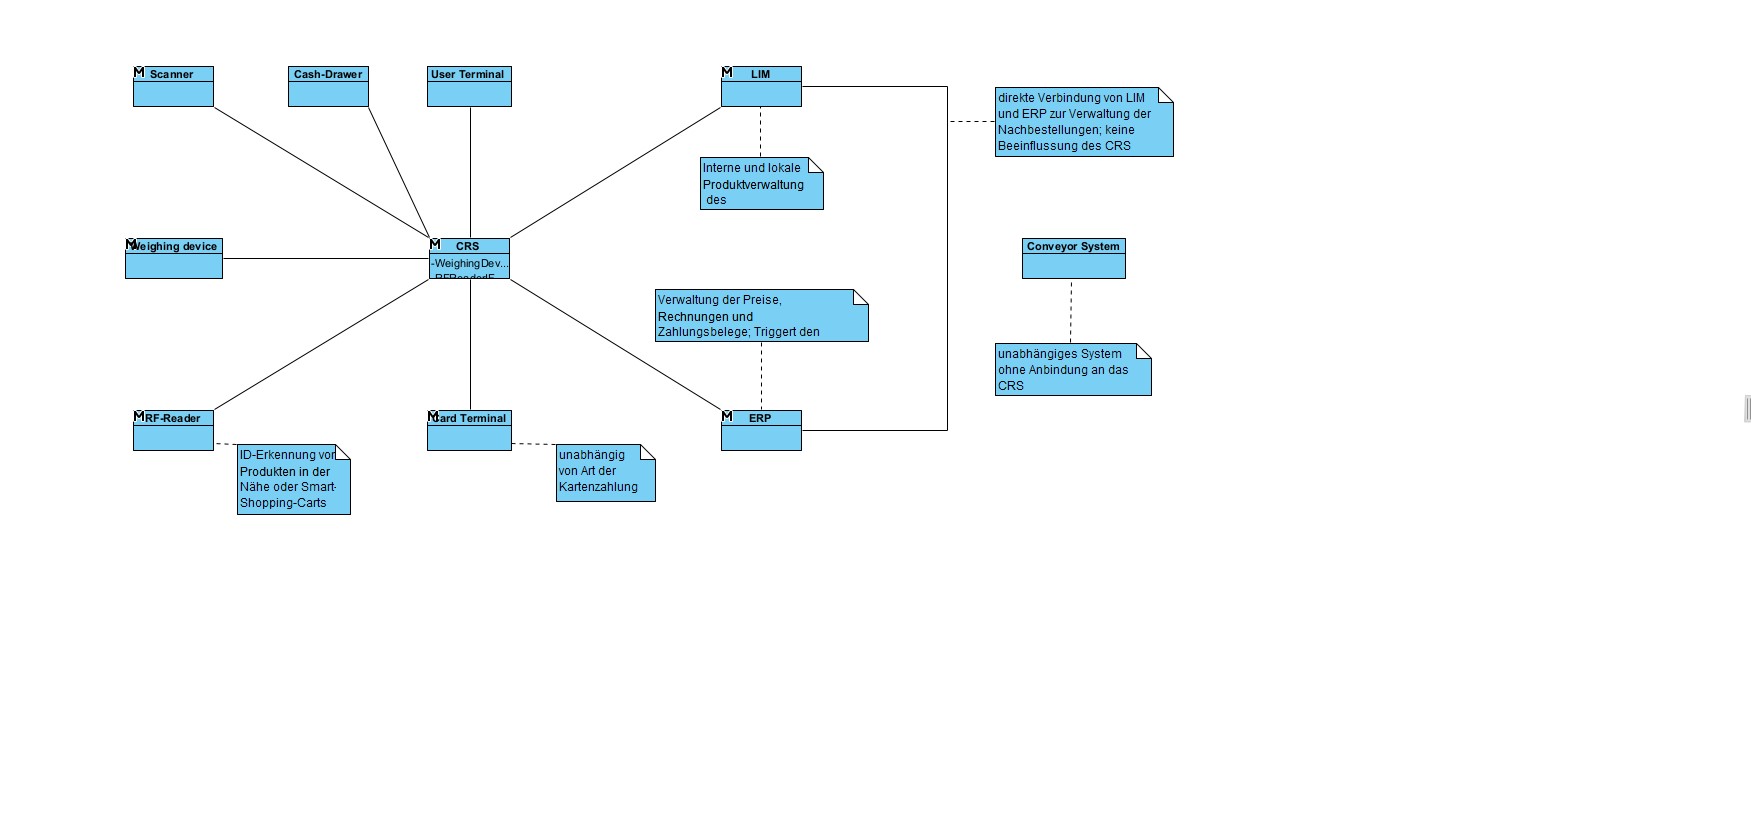 Scanner
Cash-Drawer
User Terminal
LIM
direkte Verbindung von LIM
und ERP zur Verwaltung der
Nachbestellungen; keine
Beeinflussung des CRS
Interne und lokale
Produktverwaltung
des
Weighing device
CRS
-WeighingDev...
Conveyor System
Verwaltung der Preise,
Rechnungen und
Zahlungsbelege; Triggert den
unabhängiges System
ohne Anbindung an das
CRS
RF-Reader
Card Terminal
ERP
ID-Erkennung von
Produkten in der
Nähe oder Smart-
Shopping-Carts
unabhängig
von Art der
Kartenzahlung